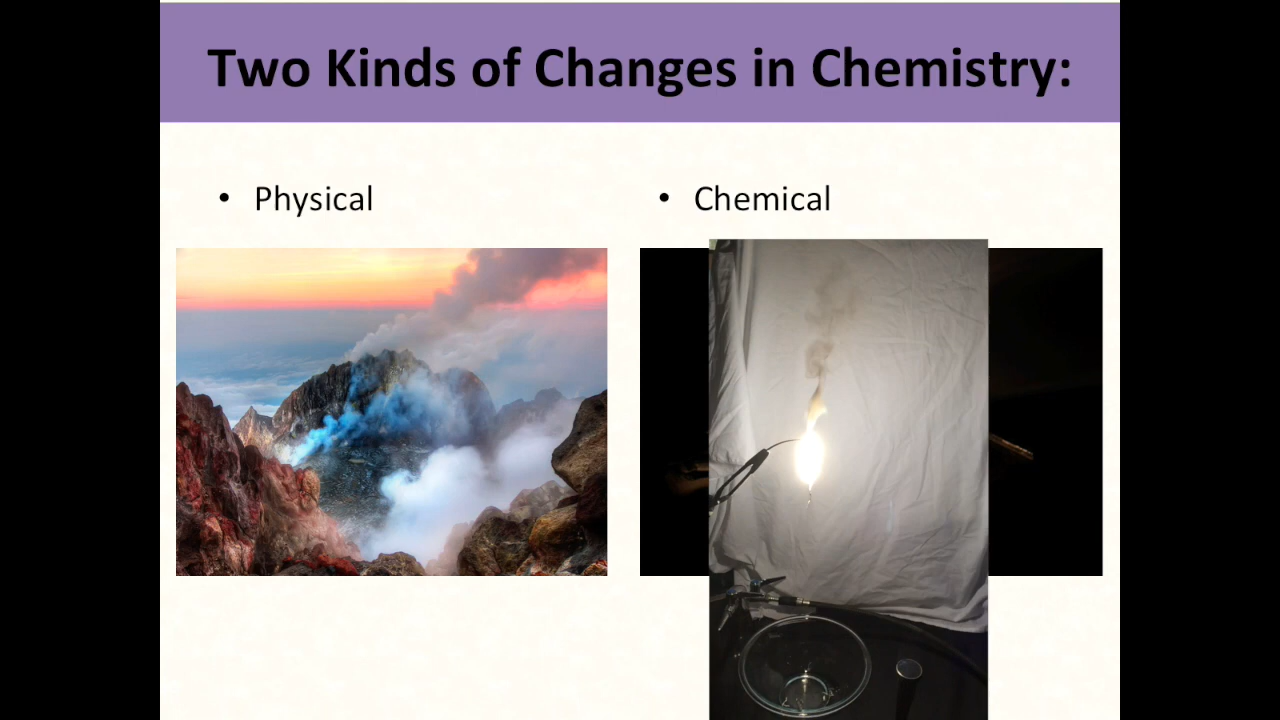 Two Kinds of Changes in Chemistry:
• Physical
• Chemical